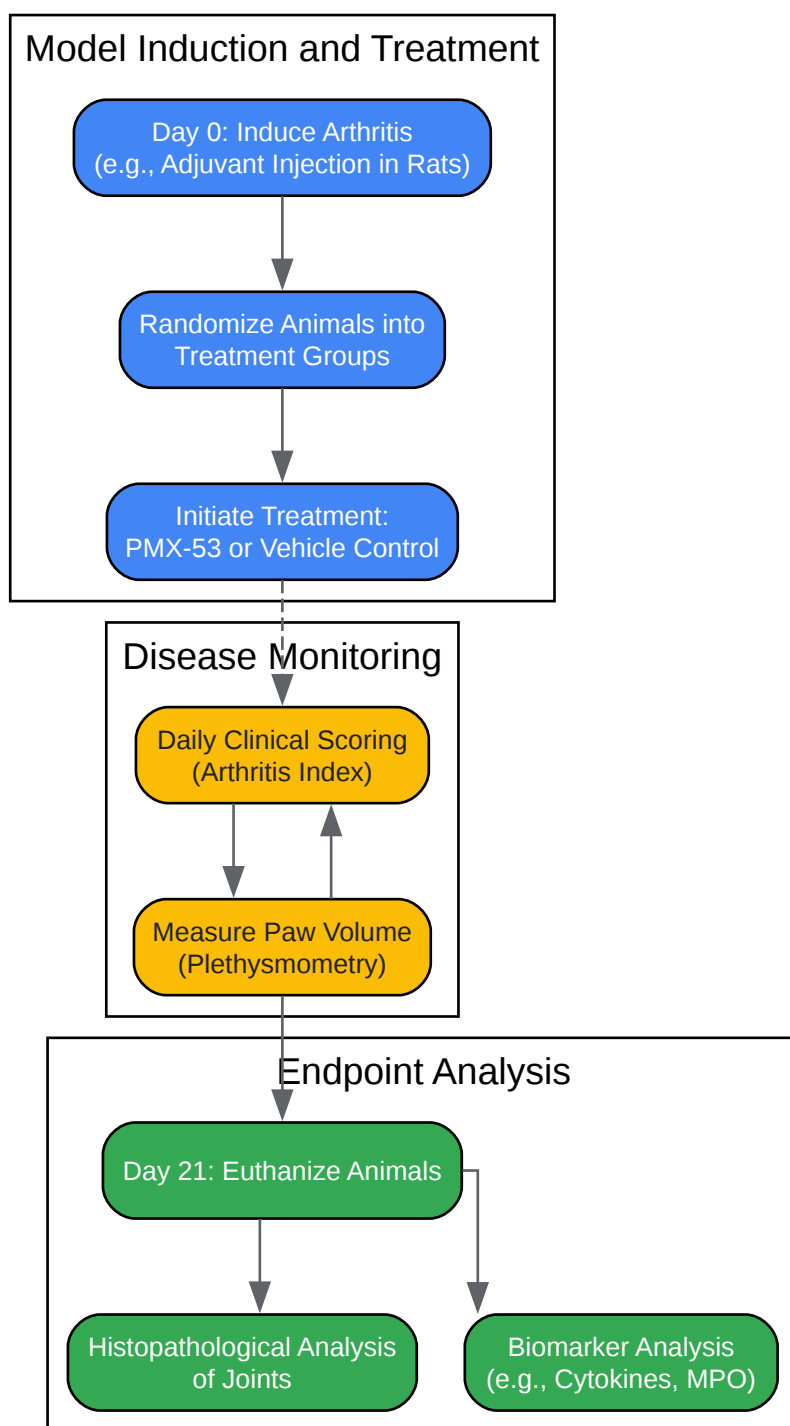 Model Induction and Treatment
Day 0: Induce Arthritis
(e.g., Adjuvant Injection in Rats)
Randomize Animals into
Treatment Groups
Initiate Treatment:
PMX-53 or Vehicle Control
Disease Monitoring
Daily Clinical Scoring
(Arthritis Index)
Measure Paw Volume
(Plethysmometry)
Endpoint Analysis
Day 21: Euthanize Animals
Histopathological Analysis
of Joints
Biomarker Analysis
(e.g., Cytokines, MPO)